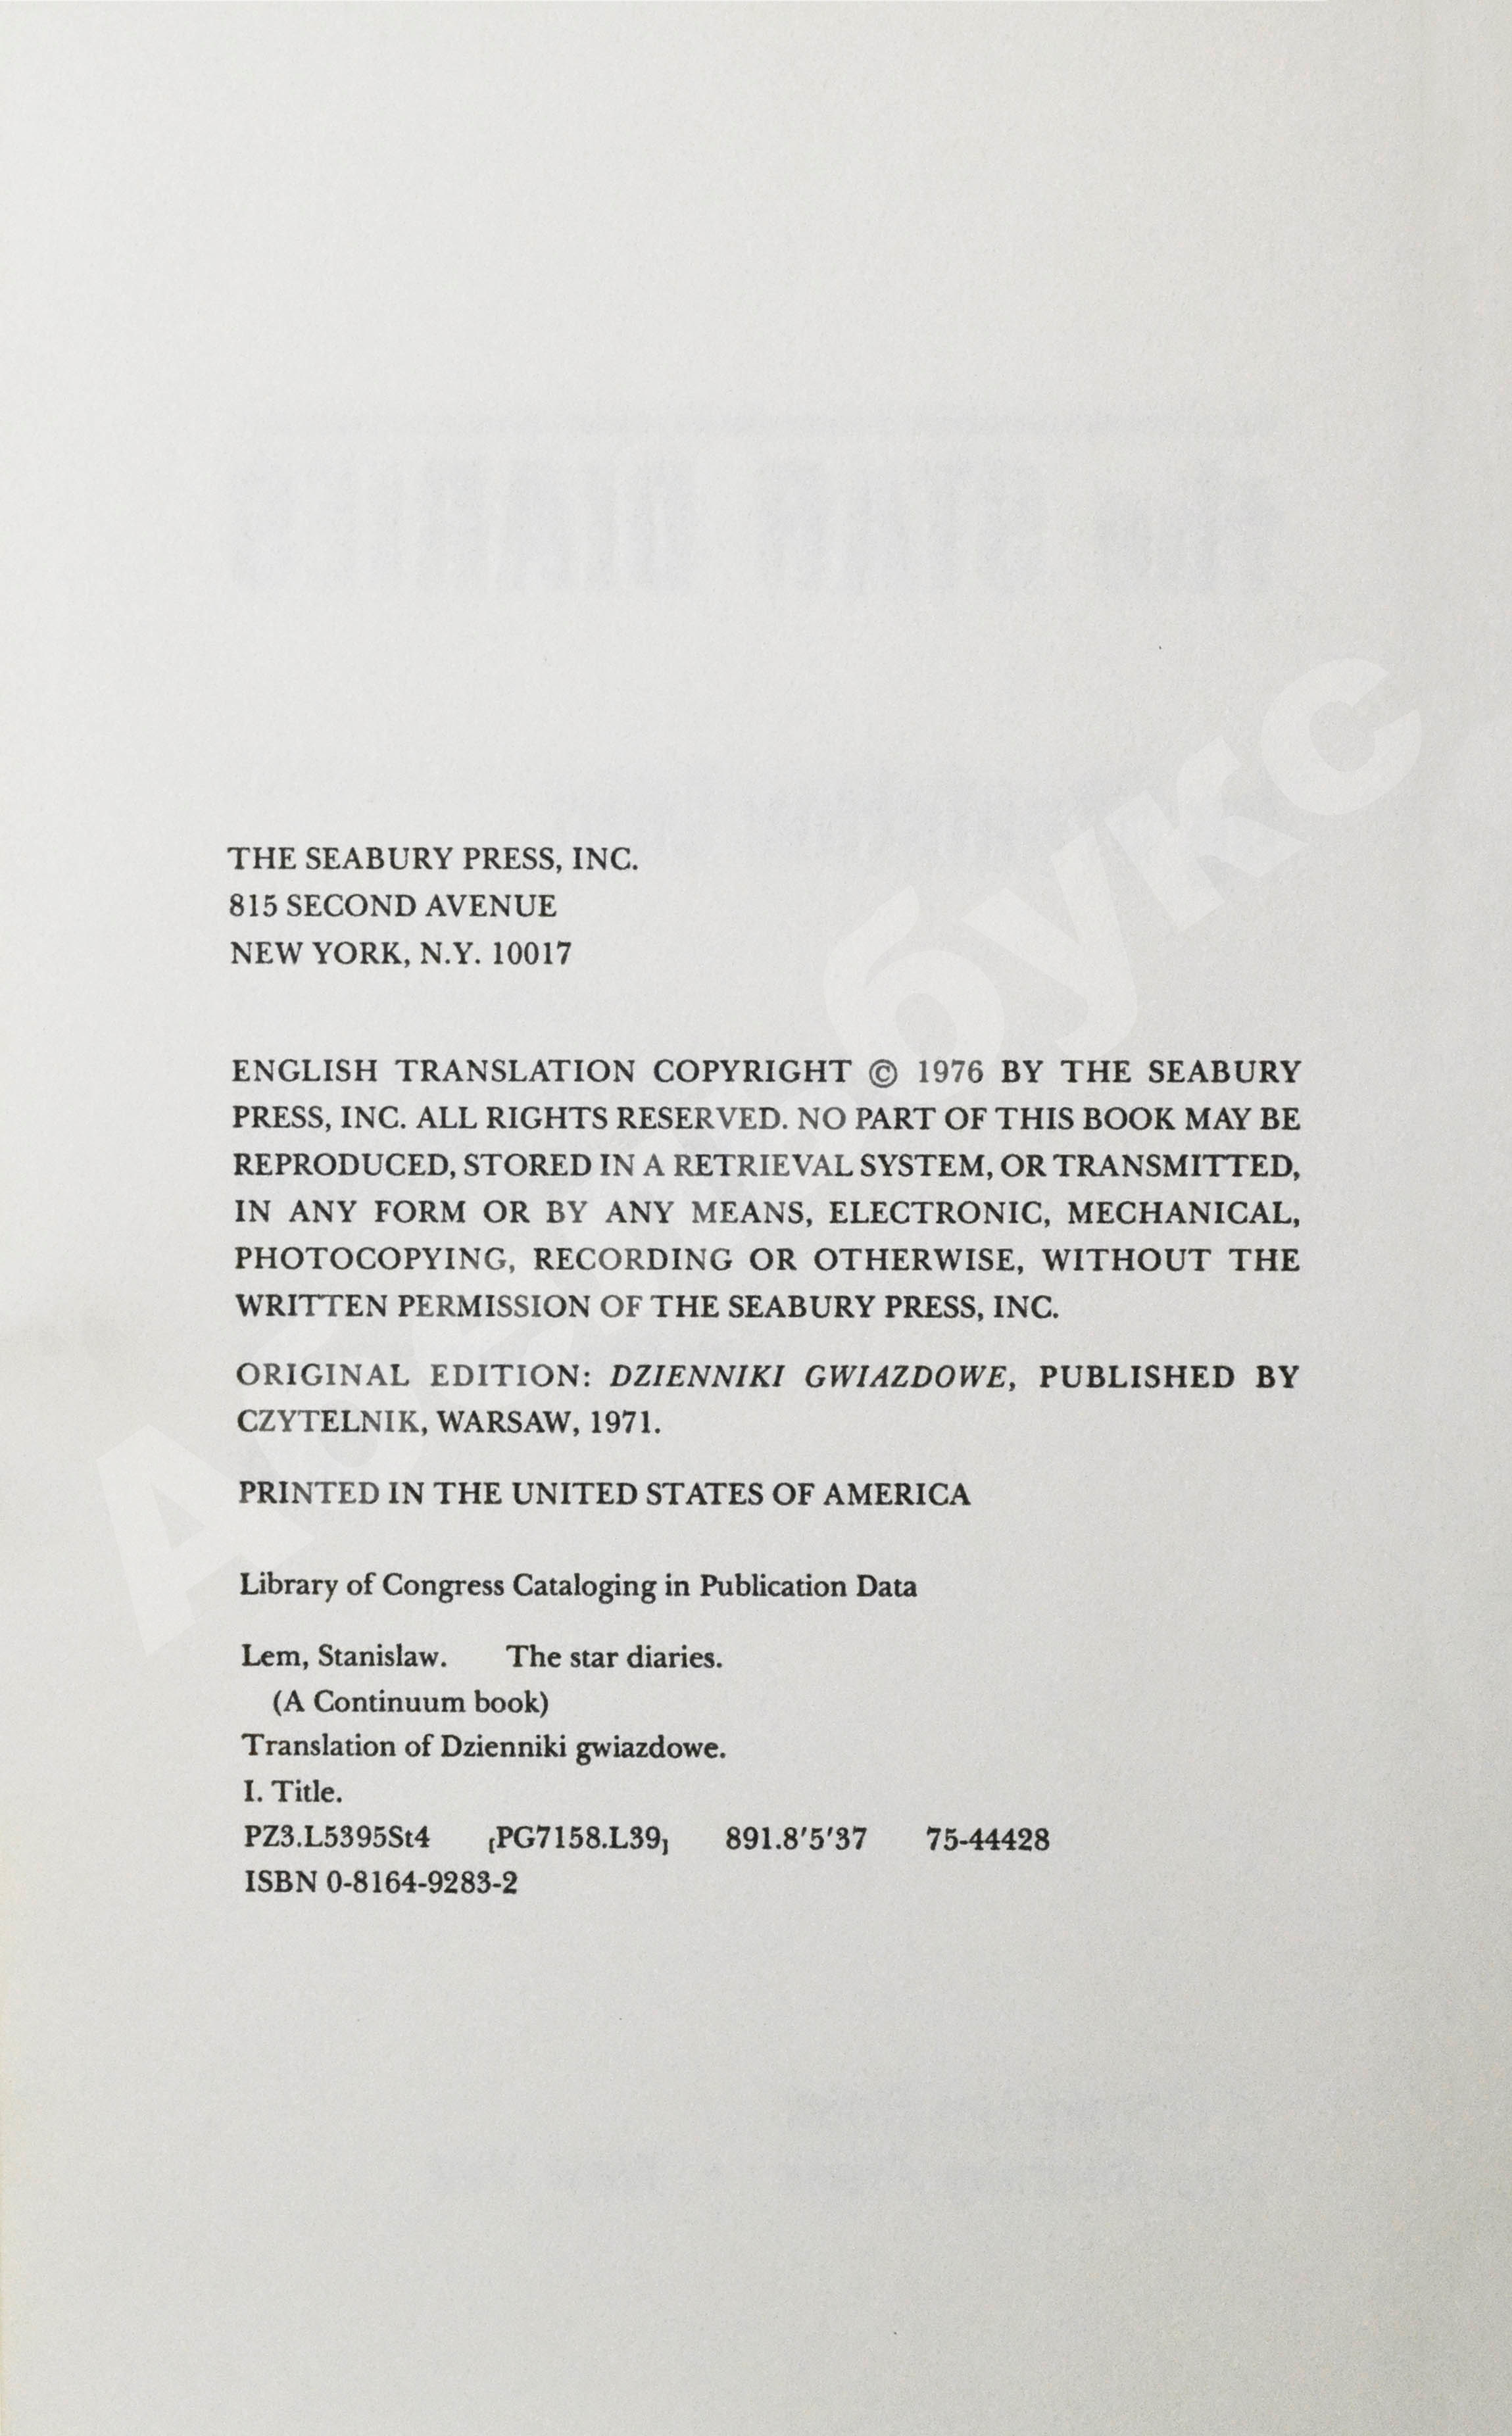 THE SEABURY PRESS, INC.
815 SECOND AVENUE
NEW YORK, N.Y. 10017
ENGLISH TRANSLATION COPYRIGHT © 1976 BY THE SEABURY
PRESS, INC. ALL RIGHTS RESERVED. NO PART OF THIS BOOK MAY BE
REPRODUCED, STORED IN A RETRIEVAL SYSTEM, OR TRANSMITTED,
IN ANY FORM OR BY ANY MEANS, ELECTRONIC, MECHANICAL,
PHOTOCOPYING, RECORDING OR OTHERWISE, WITHOUT THE
WRITTEN PERMISSION OF THE SEABURY PRESS, INC.
ORIGINAL EDITION: DZIENNIKI GWIAZDOWE, PUBLISHED BY
CZYTELNIK, WARSAW, 1971.
PRINTED IN THE UNITED STATES OF AMERICA
Library of Congress Cataloging in Publication Data
Lem, Stanislaw. The star diaries.
(A Continuum book)
Translation of Dzienniki gwiazdowe.
I. Title.
PZ3.L5395St4 [PG7158.L39] 891.8'5'37 75-44428
ISBN 0-8164-9283-2